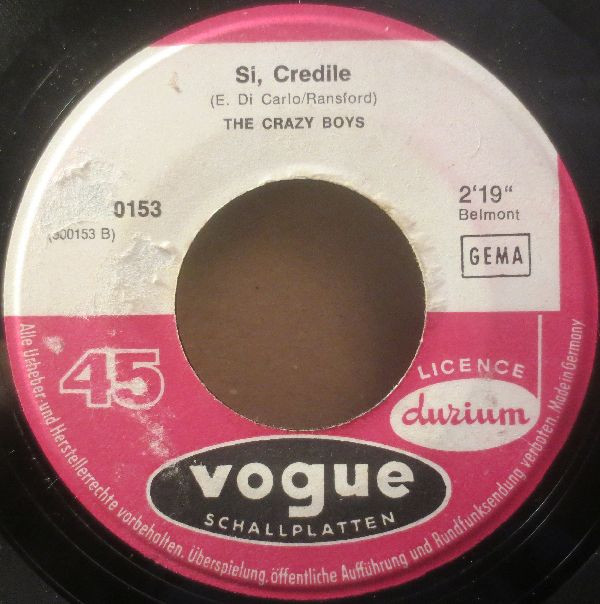 Si, Credile
(E. Di Carlo/Ransford)
THE CRAZY BOYS
0153
(300153 B)
2'19"
Belmont
GEMA
45
LICENCE
durium
vogue
SCHALLPLATTEN
Alle Urheber- und Herstellerrechte vorbehalten. Überspielung, öffentliche Aufführung und Rundfunksendung verboten. Made in Germany